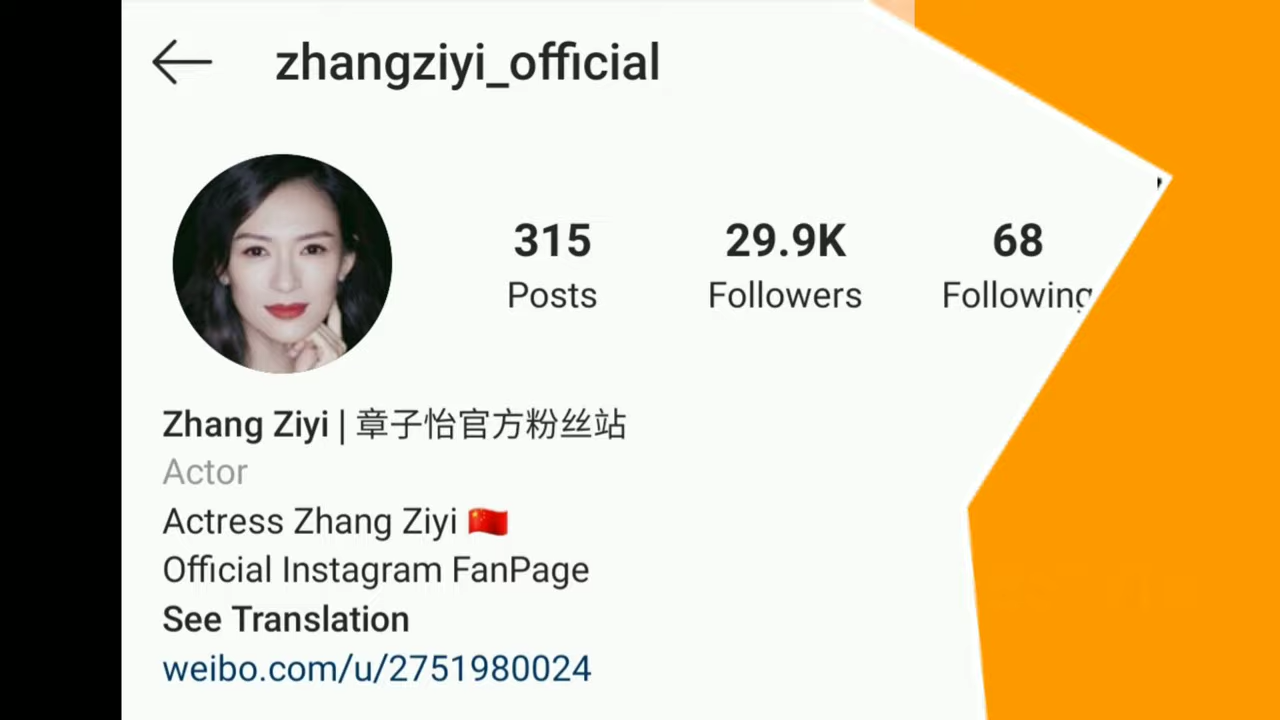 zhangziyi_official
315 29.9K 68
Posts Followers Following
Zhang Ziyi | 章子怡官方粉丝站
Actor
Actress Zhang Ziyi 🇨🇳
Official Instagram FanPage
See Translation
weibo.com/u/2751980024